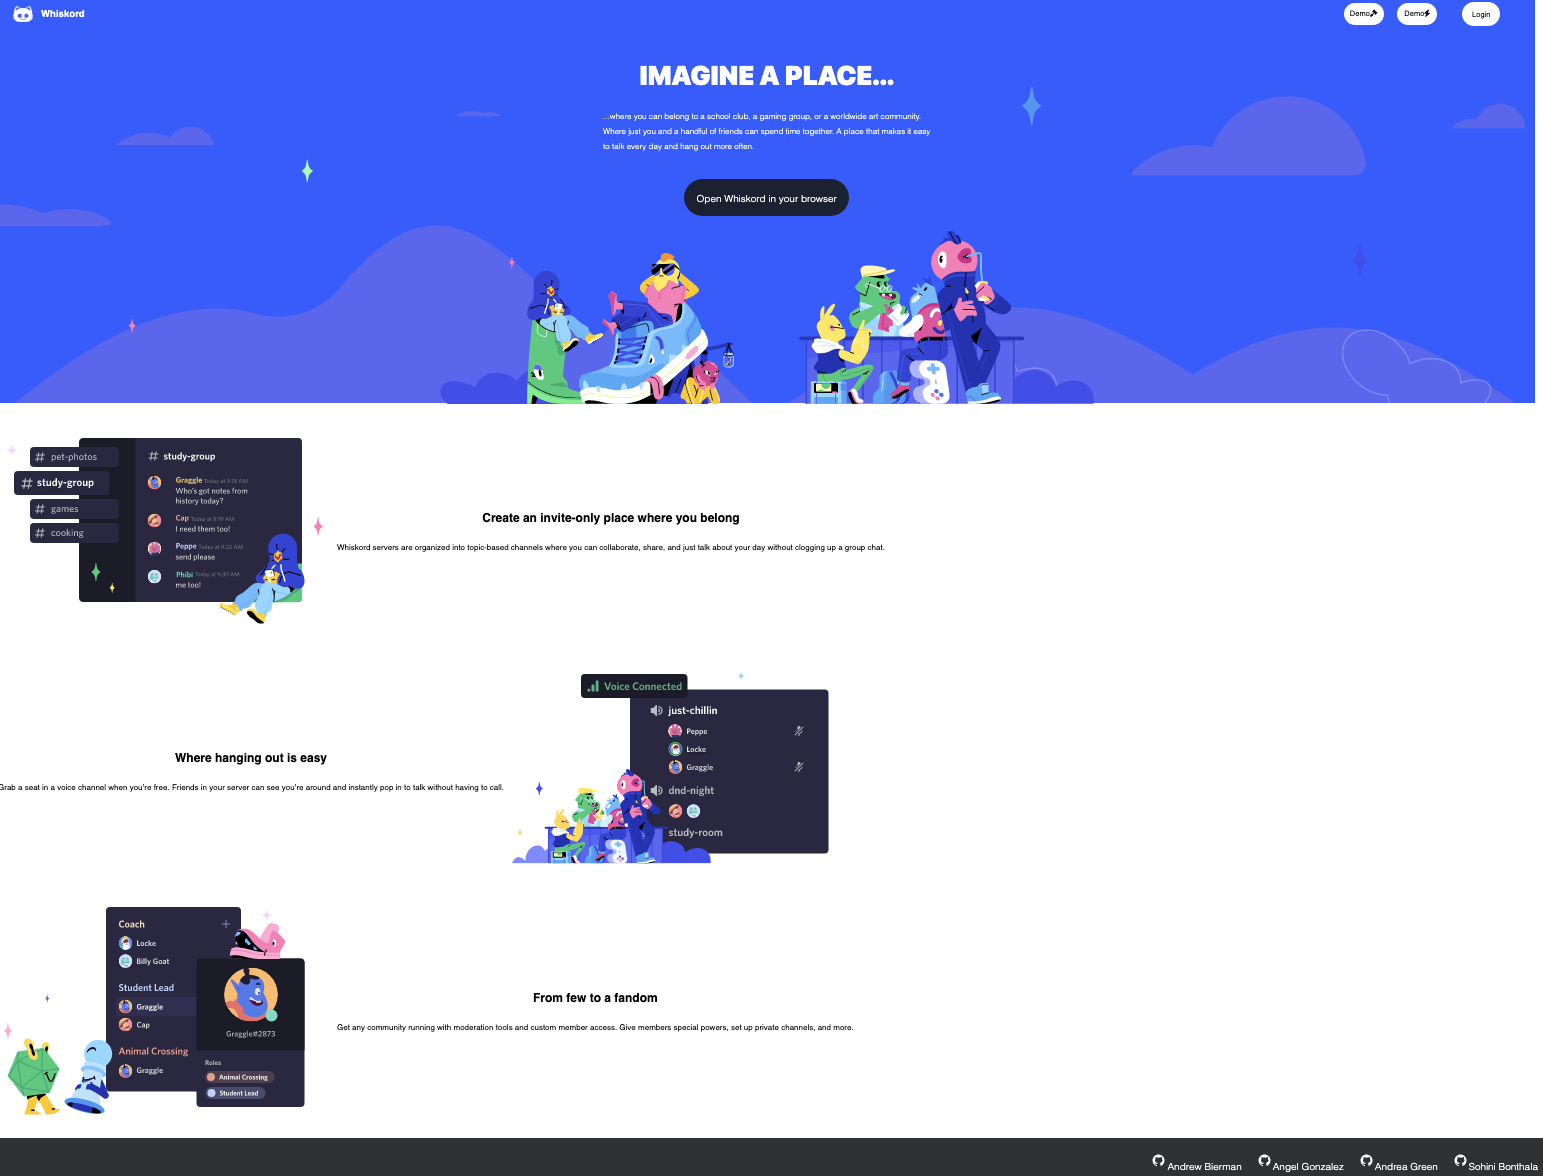 Whiskord
Demo
Demo
Login
IMAGINE A PLACE...
...where you can belong to a school club, a gaming group, or a worldwide art community.
Where just you and a handful of friends can spend time together. A place that makes it easy
to talk every day and hang out more often.
Open Whiskord in your browser
# pet-photos
# study-group
# games
# cooking
# study-group
Graggle Today at 9:18 AM
Who's got notes from
history today?
Cap Today at 9:19 AM
I need them too!
Peppe Today at 9:22 AM
send please
Phibi Today at 9:30 AM
me too!
Create an invite-only place where you belong
Whiskord servers are organized into topic-based channels where you can collaborate, share, and just talk about your day without clogging up a group chat.
Where hanging out is easy
Grab a seat in a voice channel when you're free. Friends in your server can see you're around and instantly pop in to talk without having to call.
Voice Connected
just-chillin
Peppe
Locke
Graggle
dnd-night
study-room
Coach
Locke
Billy Goat
Student Lead
Graggle
Cap
Animal Crossing
Graggle
Graggle#2873
Roles
Animal Crossing
Student Lead
From few to a fandom
Get any community running with moderation tools and custom member access. Give members special powers, set up private channels, and more.
Andrew Bierman Angel Gonzalez Andrea Green Sohini Bonthala